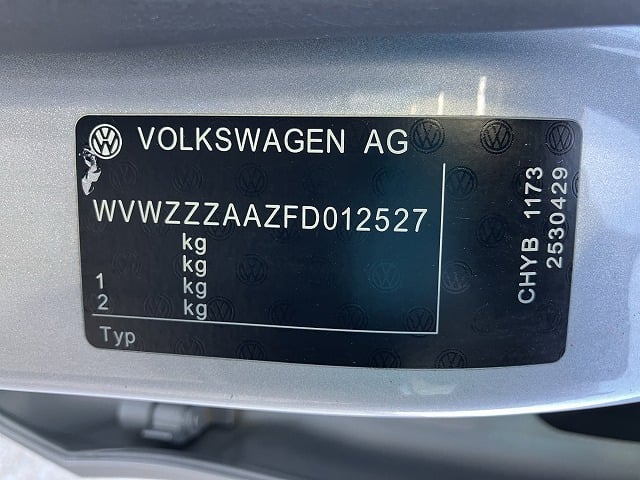 VOLKSWAGEN AG
WVWZZZAAZFD012527
kg
kg
1 kg
2 kg
Typ
CHYB 1173
2530429